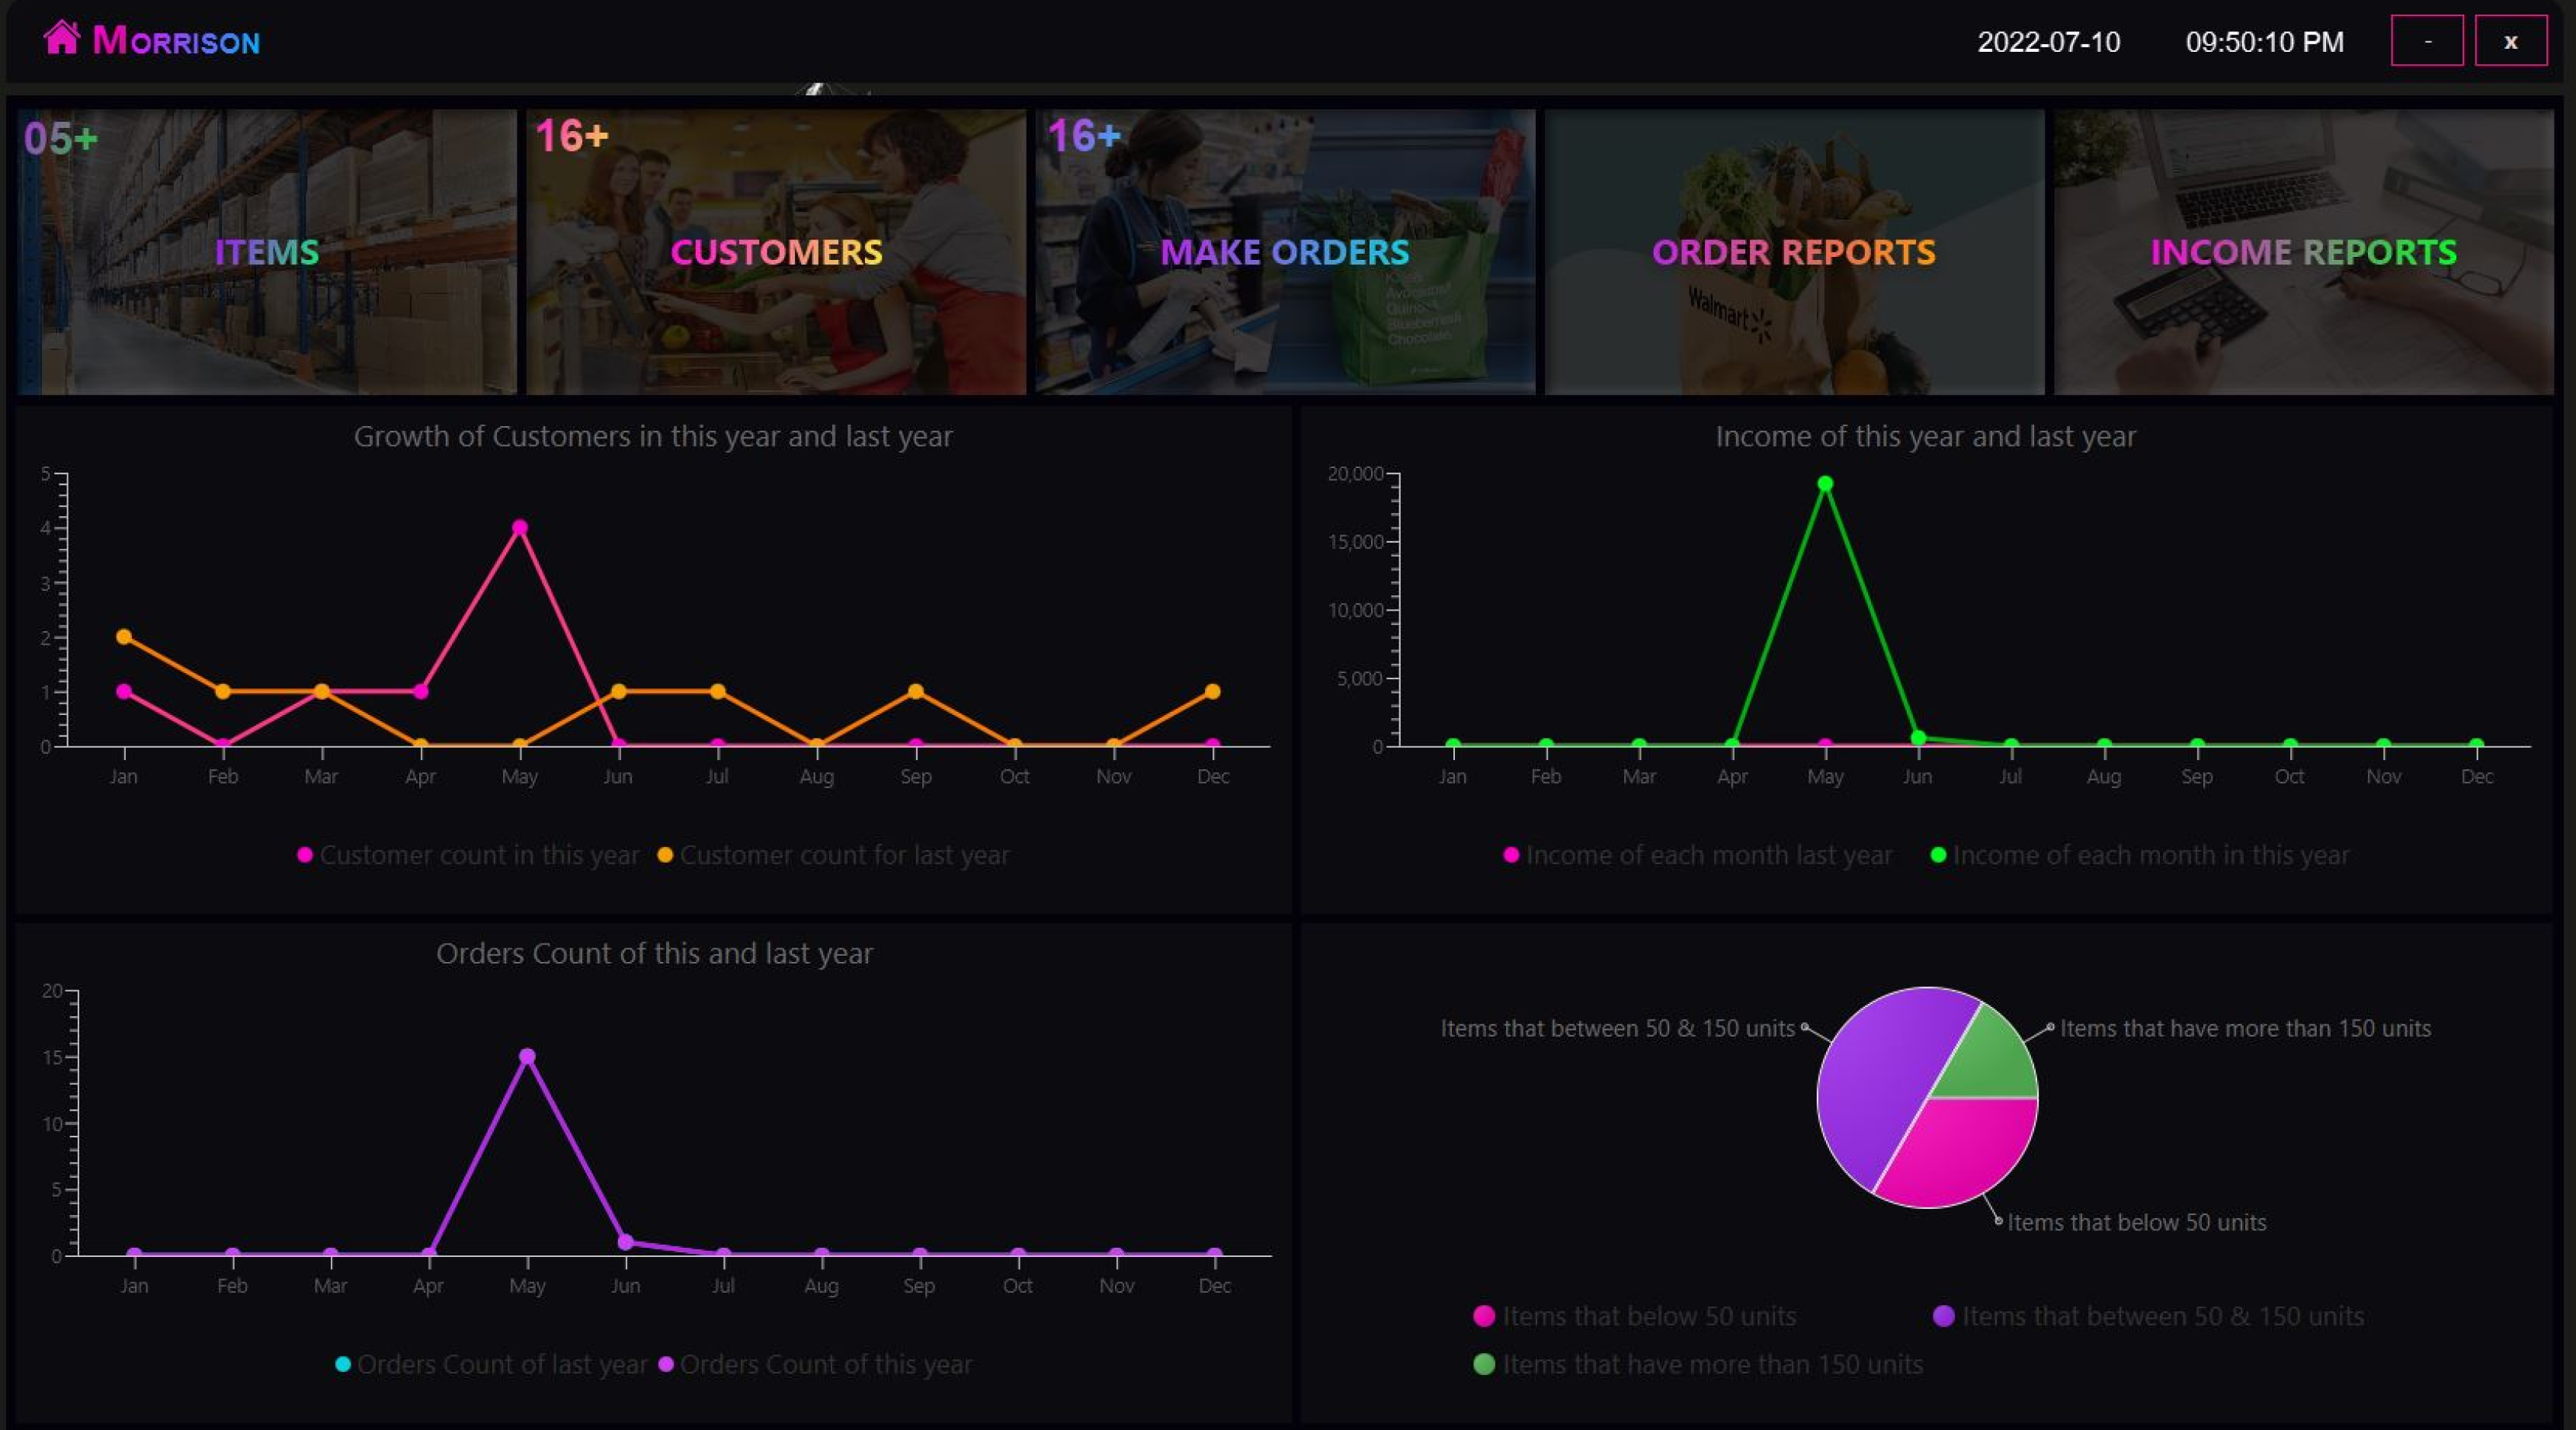 MORRISON
2022-07-10
09:50:10 PM
-
x
05+
16+
16+
ITEMS
CUSTOMERS
MAKE ORDERS
ORDER REPORTS
INCOME REPORTS
Quinoa
Blueberries&
Chocolate.
Walmart
Growth of Customers in this year and last year
5
4
3
2
1
0
Jan Feb Mar Apr May Jun Jul Aug Sep Oct Nov Dec
Customer count in this year
Customer count for last year
Income of this year and last year
20,000
15,000
10,000
5,000
0
Jan Feb Mar Apr May Jun Jul Aug Sep Oct Nov Dec
Income of each month last year
Income of each month in this year
Orders Count of this and last year
20
15
10
5
0
Jan Feb Mar Apr May Jun Jul Aug Sep Oct Nov Dec
Orders Count of last year
Orders Count of this year
Items that between 50 & 150 units
Items that have more than 150 units
Items that below 50 units
Items that below 50 units
Items that between 50 & 150 units
Items that have more than 150 units